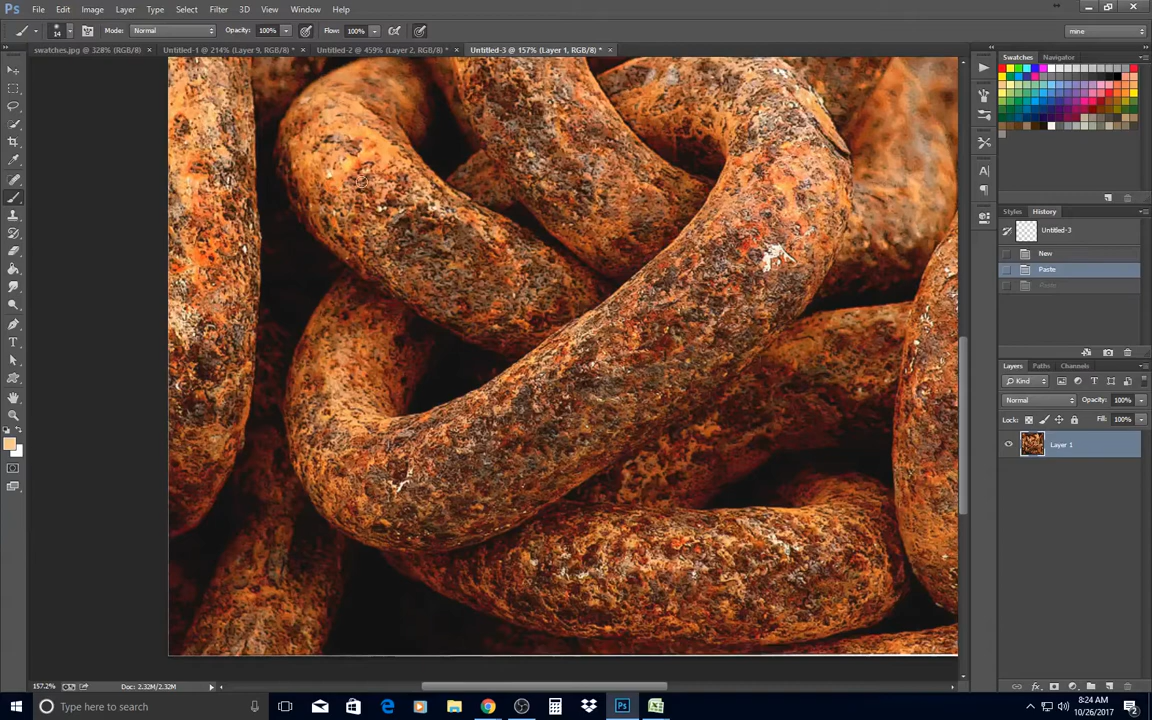 Ps File Edit Image Layer Type Select Filter 3D View Window Help
14 Mode: Normal Opacity: 100% Flow: 100% mine
swatches.jpg @ 328% (RGB/8) × Untitled-1 @ 214% (Layer 9, RGB/8) * × Untitled-2 @ 459% (Layer 2, RGB/8) * × Untitled-3 @ 157% (Layer 1, RGB/8) * ×
Swatches Navigator
Styles History
Untitled-3
New
Paste
Layers Paths Channels
Kind
Normal Opacity: 100%
Lock: Fill: 100%
Layer 1
157.2% Doc: 2.32M/2.32M
Type here to search
8:24 AM
10/26/2017
2